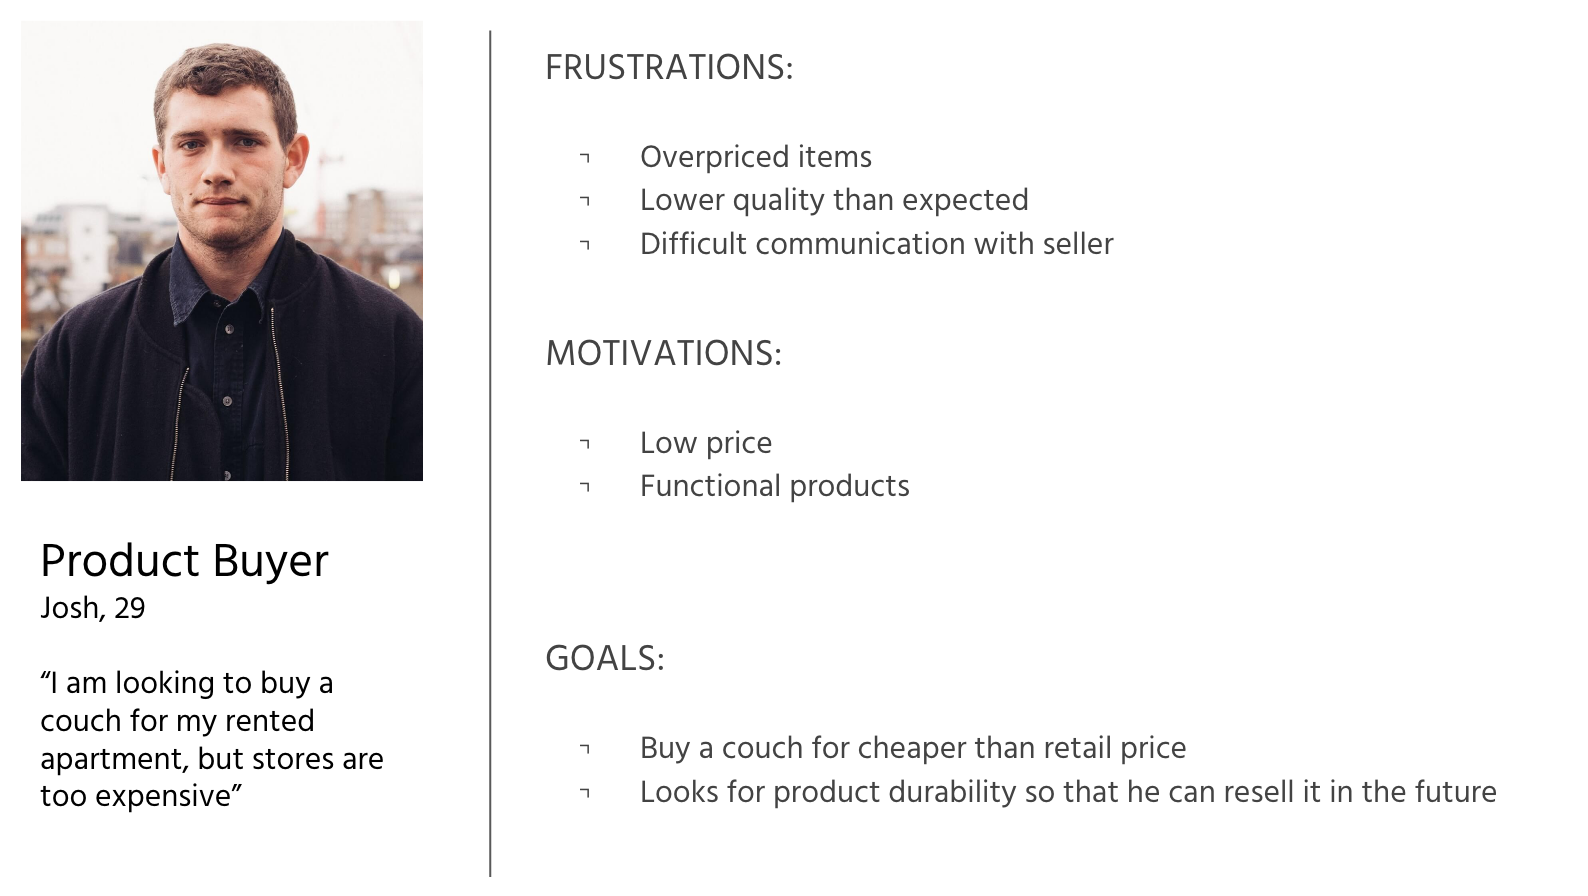 Product Buyer
Josh, 29
“I am looking to buy a
couch for my rented
apartment, but stores are
too expensive”
FRUSTRATIONS:
Overpriced items
Lower quality than expected
Difficult communication with seller
MOTIVATIONS:
Low price
Functional products
GOALS:
Buy a couch for cheaper than retail price
Looks for product durability so that he can resell it in the future